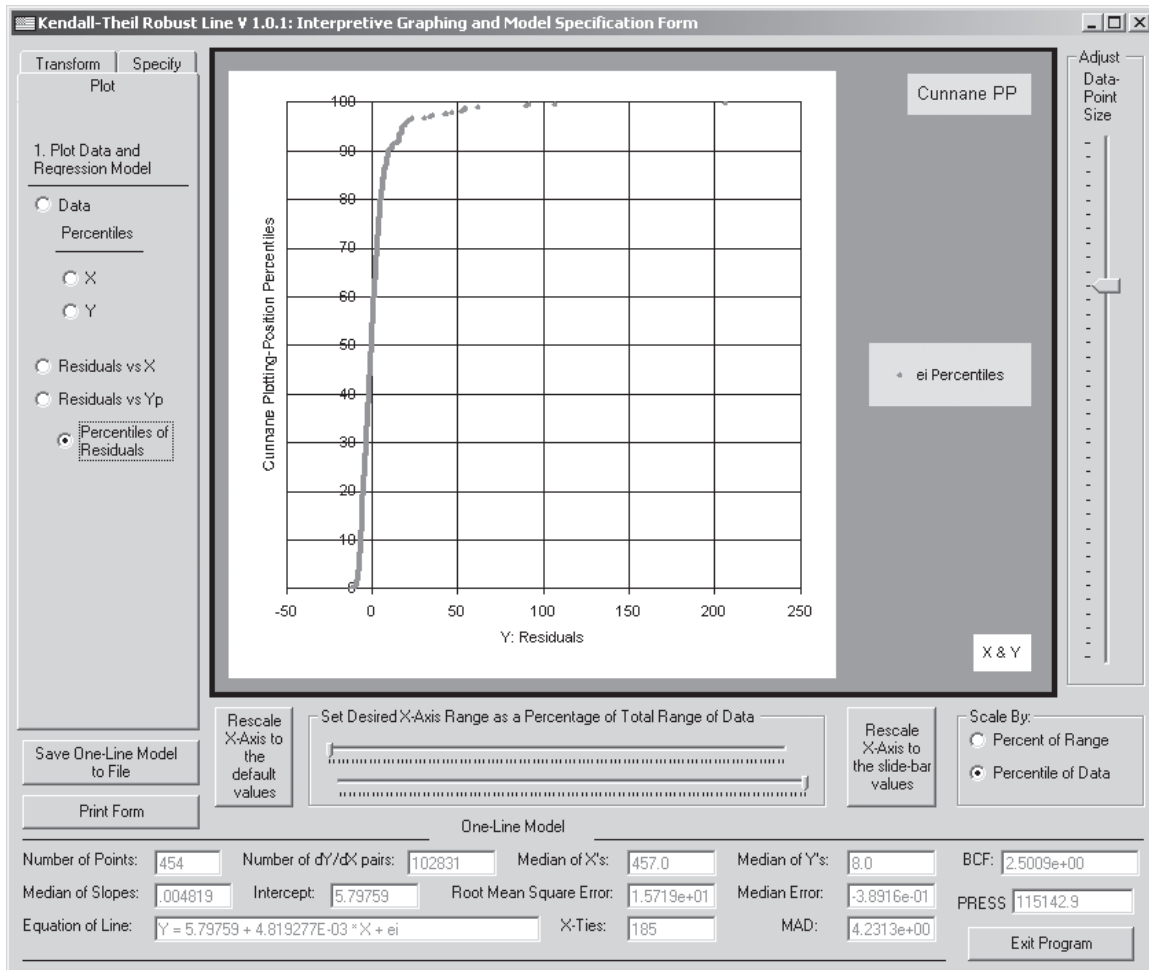 Kendall-Theil Robust Line V 1.0.1: Interpretive Graphing and Model Specification Form
Transform
Specify
Plot
1. Plot Data and
Regression Model
Data
Percentiles
X
Y
Residuals vs X
Residuals vs Yp
Percentiles of
Residuals
Save One-Line Model
to File
Print Form
Cunnane Plotting-Position Percentiles
100
90
80
70
60
50
40
30
20
10
0
-50
0
50
100
150
200
250
Y: Residuals
Cunnane PP
ei Percentiles
X & Y
Adjust
Data-
Point
Size
Rescale
X-Axis to
the
default
values
Set Desired X-Axis Range as a Percentage of Total Range of Data
Rescale
X-Axis to
the slide-bar
values
Scale By:
Percent of Range
Percentile of Data
One-Line Model
Number of Points: 454
Number of dY/dX pairs: 102831
Median of X's: 457.0
Median of Y's: 8.0
BCF: 2.5009e+00
Median of Slopes: .004819
Intercept: 5.79759
Root Mean Square Error: 1.5719e+01
Median Error: -3.8916e-01
PRESS 115142.9
Equation of Line: Y = 5.79759 + 4.819277E-03 * X + ei
X-Ties: 185
MAD: 4.2313e+00
Exit Program